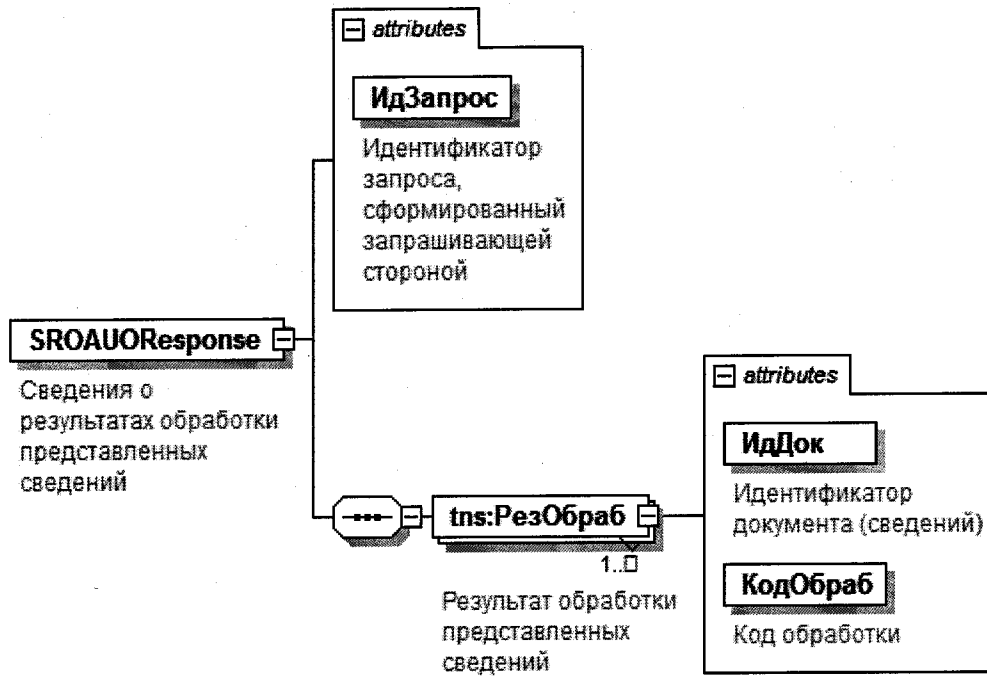 attributes
ИдЗапрос
Идентификатор
запроса,
сформированный
запрашивающей
стороной
SROAUOResponse
Сведения о
результатах обработки
представленных
сведений
tns:РезОбраб
1..
Результат обработки
представленных
сведений
attributes
ИдДок
Идентификатор
документа (сведений)
КодОбраб
Код обработки